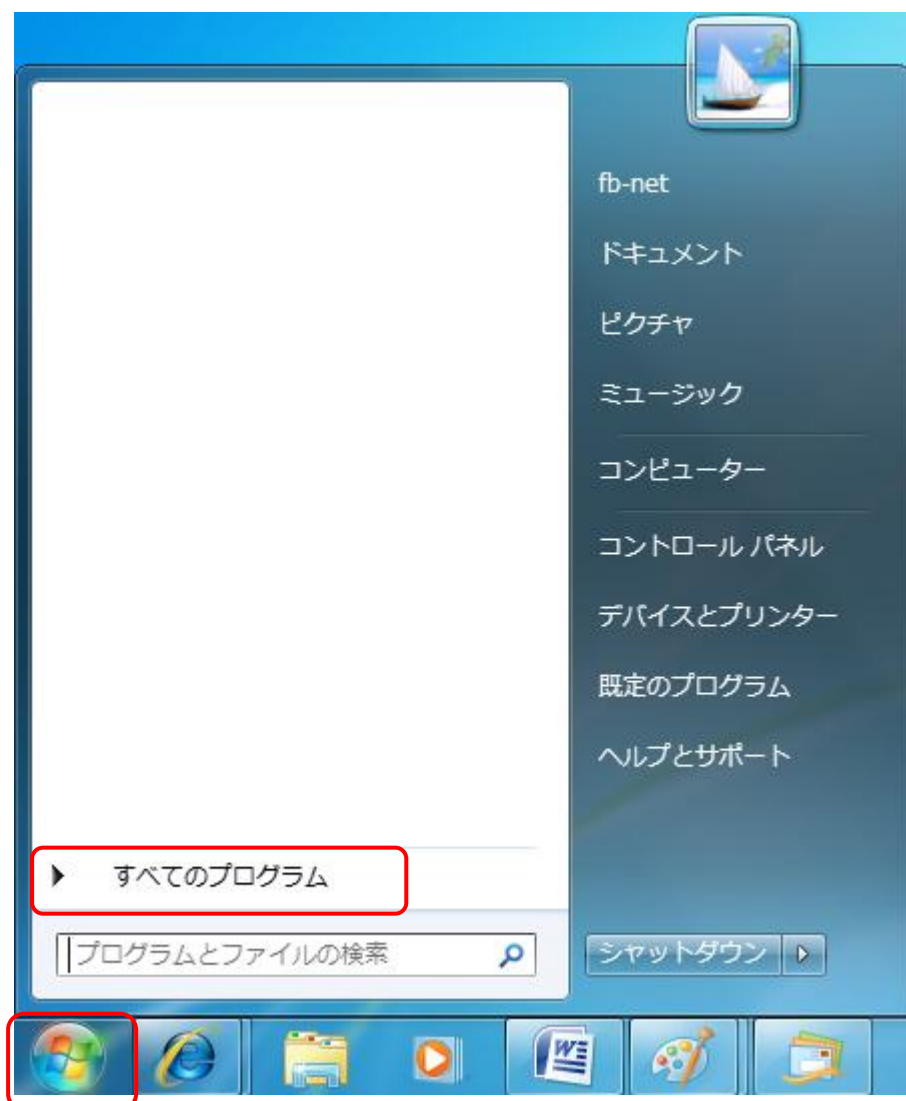 fb-net
ドキュメント
ピクチャ
ミュージック
コンピューター
コントロール パネル
デバイスとプリンター
既定のプログラム
ヘルプとサポート
すべてのプログラム
プログラムとファイルの検索
シャットダウン
W